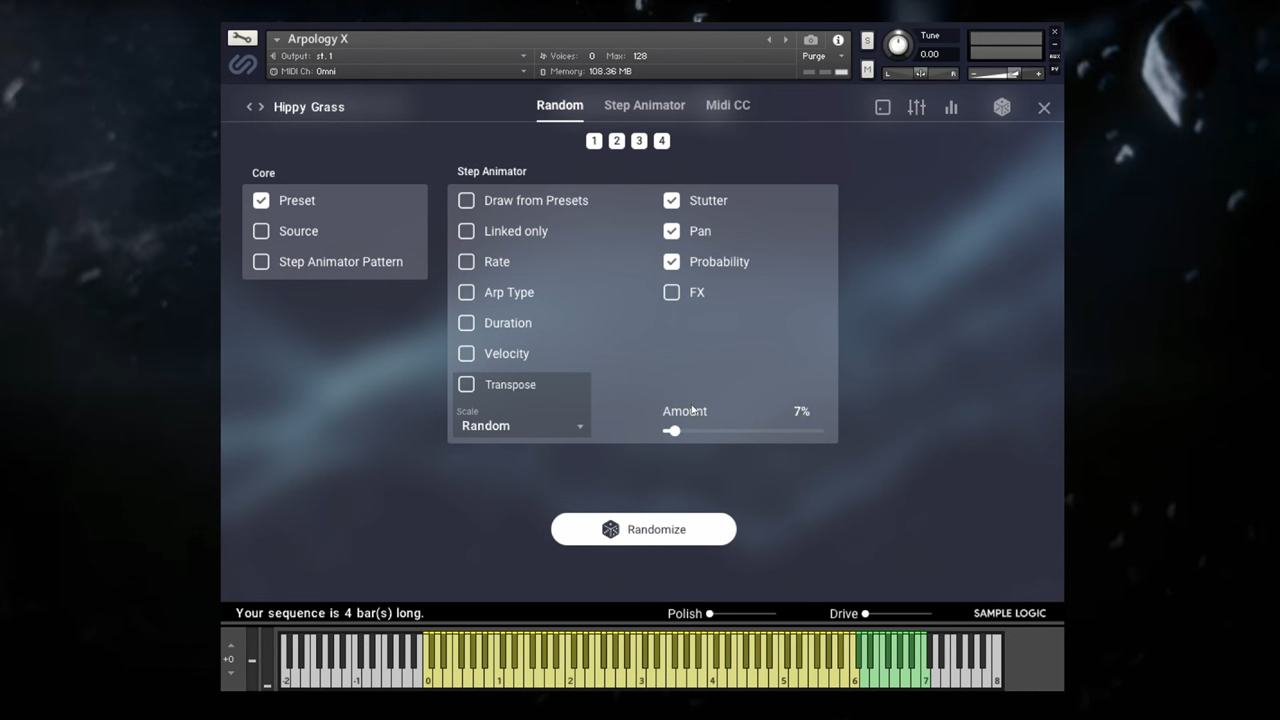 Arpology X
Output: st.1
Voices: 0 Max: 128
Purge
MIDI Ch: Omni
Memory: 108.36 MB
S
M
Tune
0.00
L
R
AUX
PV
Hippy Grass
Random
Step Animator
Midi CC
1 2 3 4
Core
Preset
Source
Step Animator Pattern
Step Animator
Draw from Presets
Linked only
Rate
Arp Type
Duration
Velocity
Transpose
Scale
Random
Stutter
Pan
Probability
FX
Amount 7%
Randomize
Your sequence is 4 bar(s) long.
Polish
Drive
SAMPLE LOGIC
+0
-2 -1 0 1 2 3 4 5 6 7 8